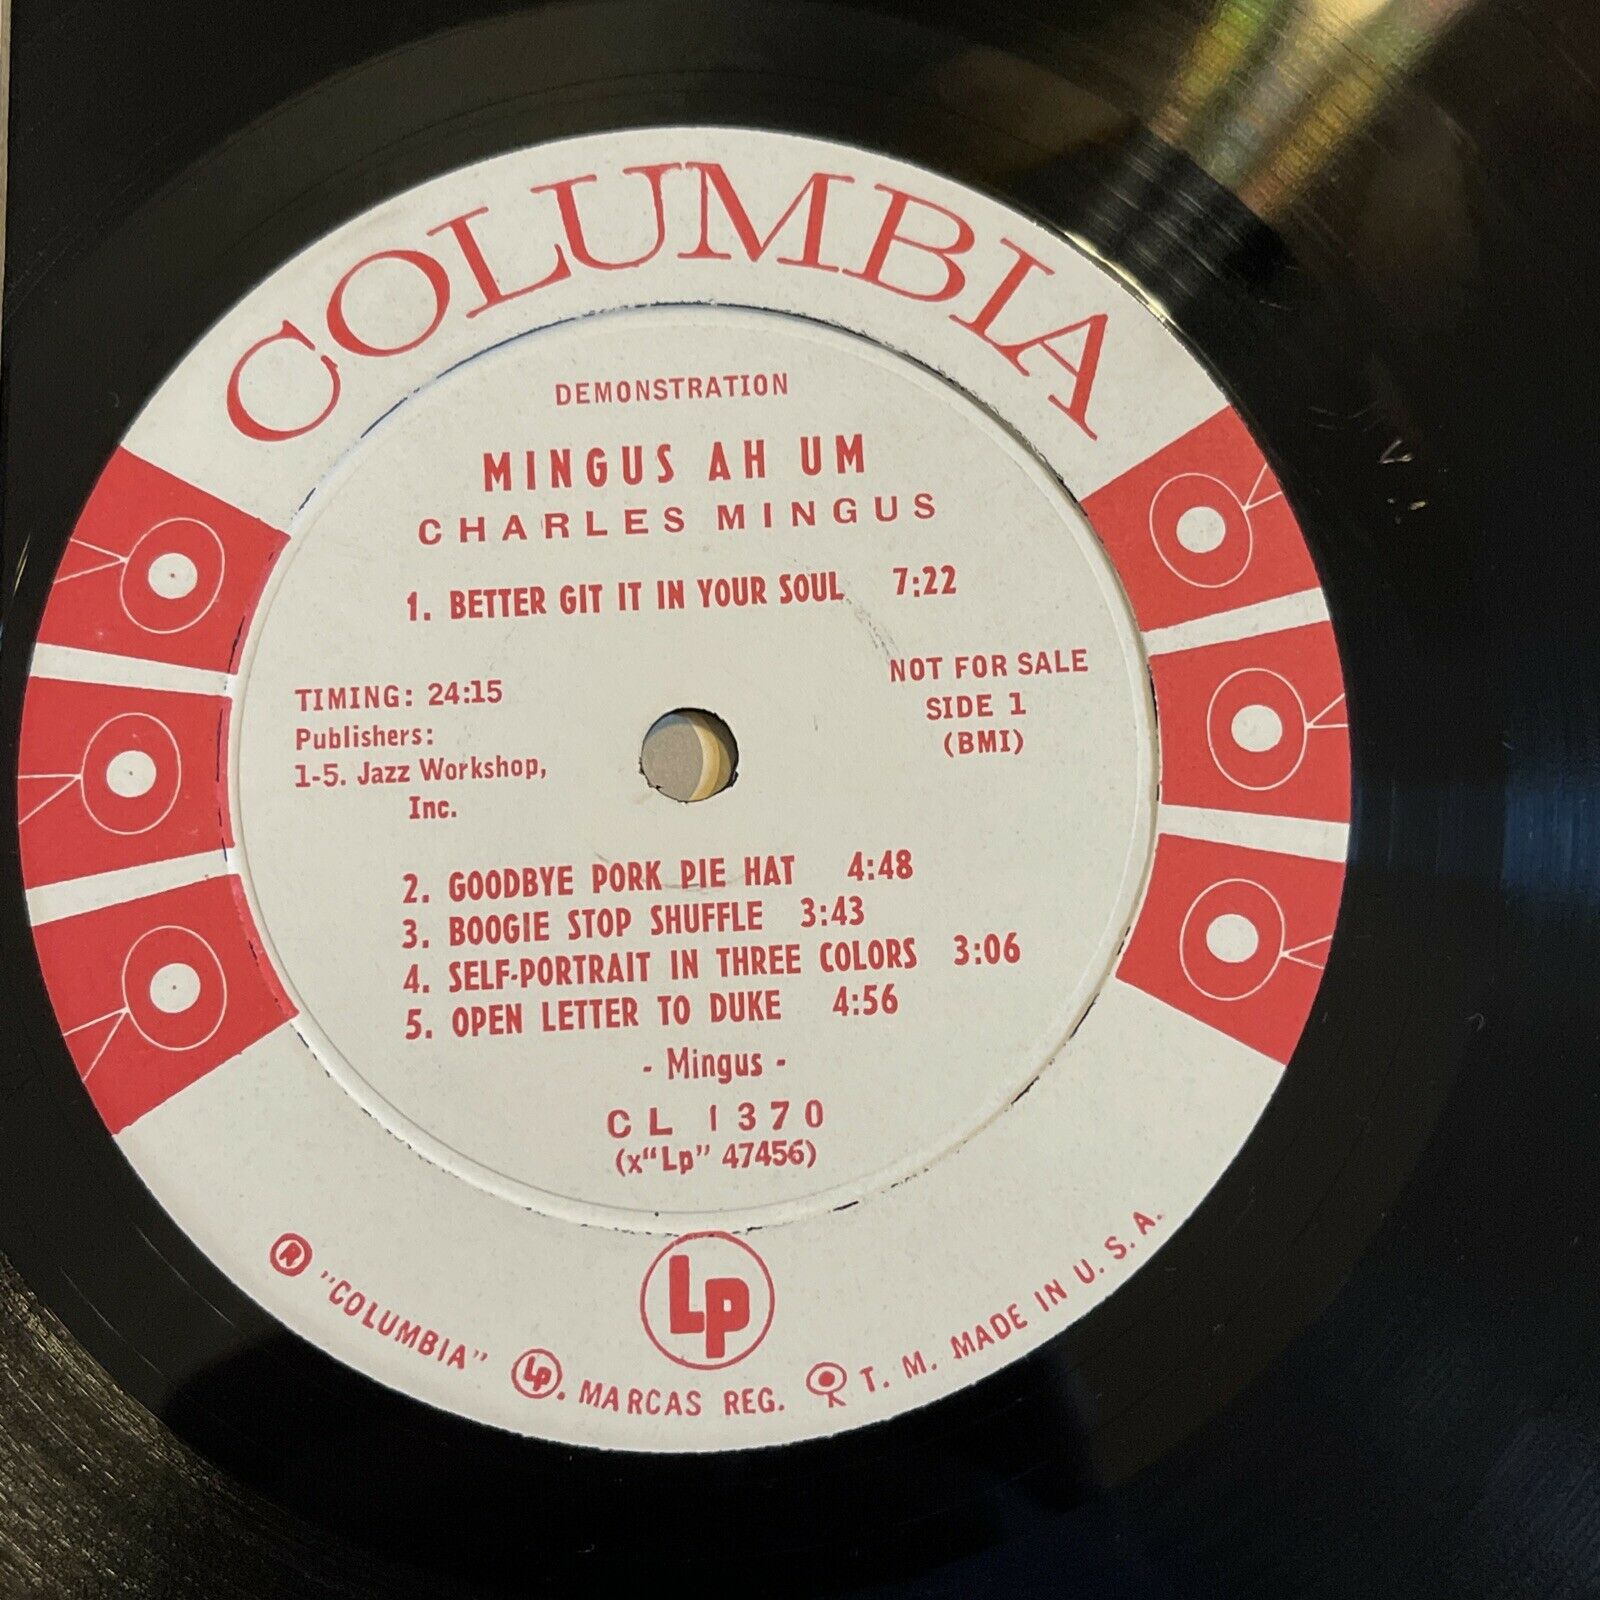 COLUMBIA
DEMONSTRATION
MINGUS AH UM
CHARLES MINGUS
1. BETTER GIT IT IN YOUR SOUL 7:22
NOT FOR SALE
SIDE 1
(BMI)
TIMING: 24:15
Publishers:
1-5. Jazz Workshop,
Inc.
2. GOODBYE PORK PIE HAT 4:48
3. BOOGIE STOP SHUFFLE 3:43
4. SELF-PORTRAIT IN THREE COLORS 3:06
5. OPEN LETTER TO DUKE 4:56
- Mingus -
CL 1370
(x“Lp” 47456)
LP
® "COLUMBIA" LP. MARCAS REG. T. M. MADE IN U. S. A.